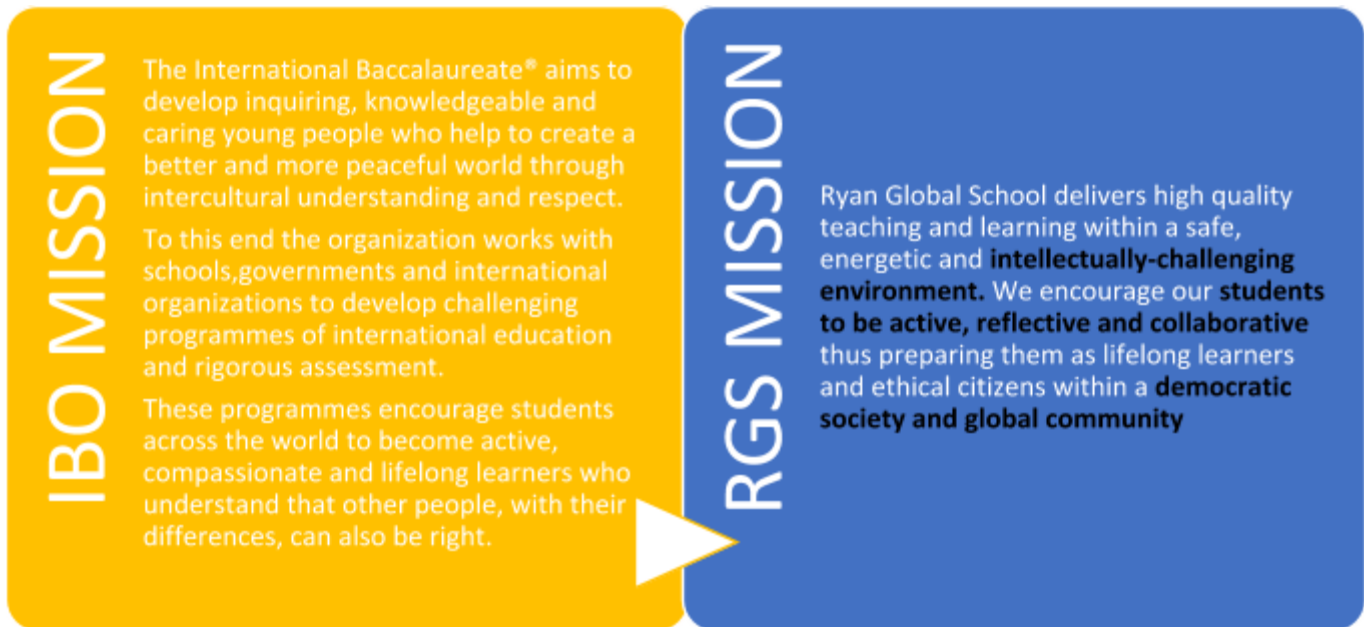 IBO MISSION
The International Baccalaureate® aims to
develop inquiring, knowledgeable and
caring young people who help to create a
better and more peaceful world through
intercultural understanding and respect.
To this end the organization works with
schools,governments and international
organizations to develop challenging
programmes of international education
and rigorous assessment.
These programmes encourage students
across the world to become active,
compassionate and lifelong learners who
understand that other people, with their
differences, can also be right.
RGS MISSION
Ryan Global School delivers high quality
teaching and learning within a safe,
energetic and intellectually-challenging
environment. We encourage our students
to be active, reflective and collaborative
thus preparing them as lifelong learners
and ethical citizens within a democratic
society and global community